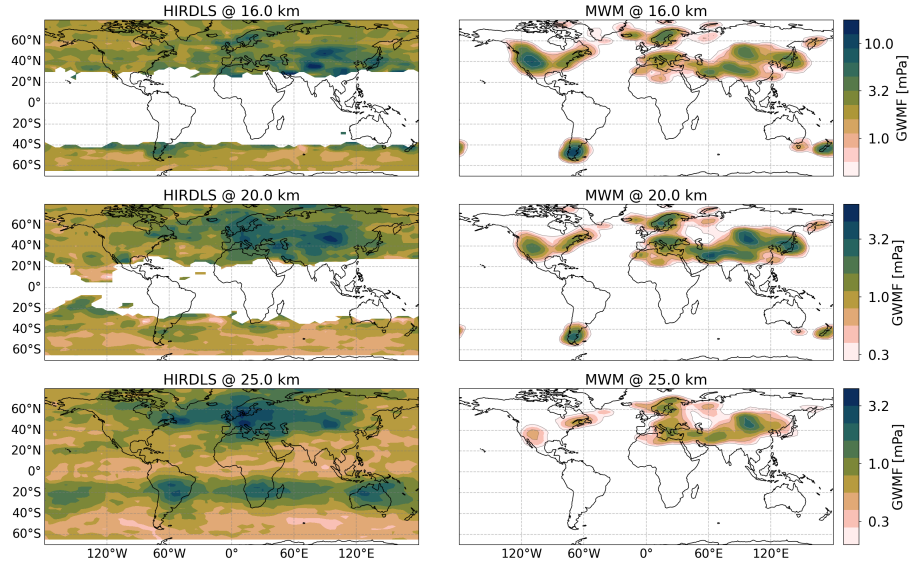 HIRDLS @ 16.0 km
MWM @ 16.0 km
60°N
40°N
20°N
0°
20°S
40°S
60°S
10.0
3.2
1.0
GWMF [mPa]
HIRDLS @ 20.0 km
MWM @ 20.0 km
60°N
40°N
20°N
0°
20°S
40°S
60°S
3.2
1.0
0.3
GWMF [mPa]
HIRDLS @ 25.0 km
MWM @ 25.0 km
60°N
40°N
20°N
0°
20°S
40°S
60°S
3.2
1.0
0.3
GWMF [mPa]
120°W 60°W 0° 60°E 120°E
120°W 60°W 0° 60°E 120°E